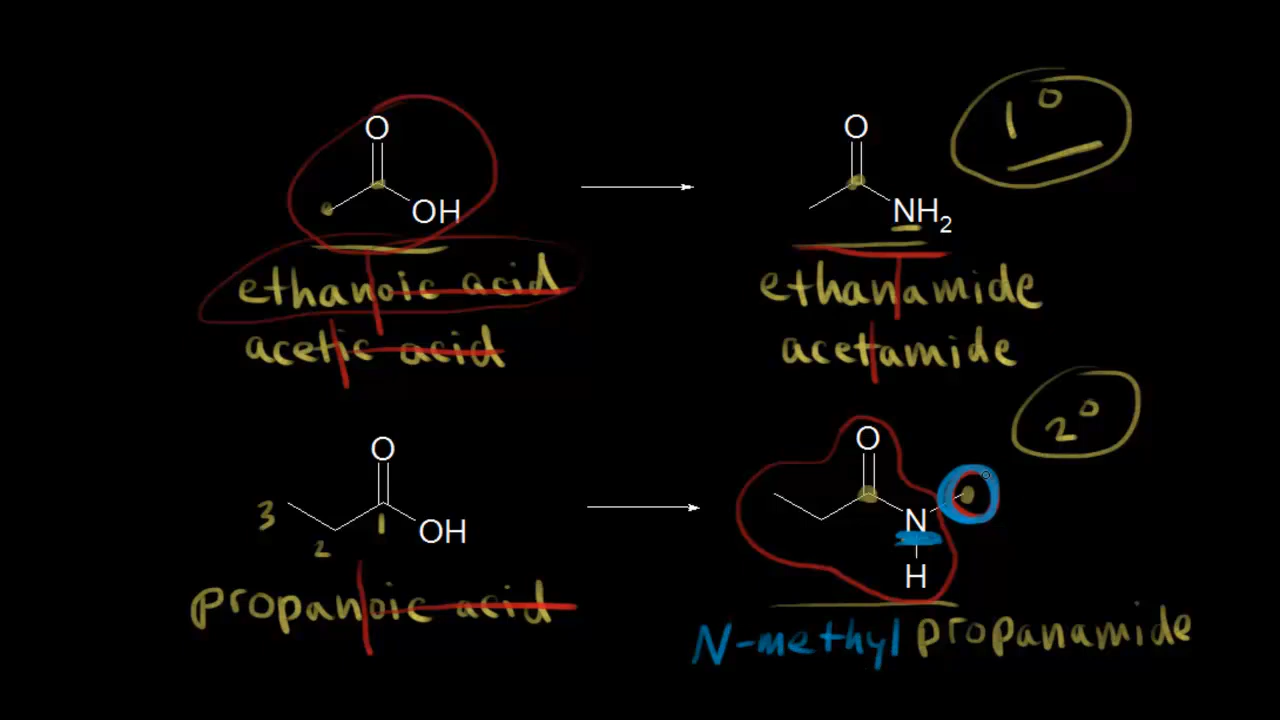 O
OH
ethanoic acid
acetic acid
O
NH2
1°
ethanamide
acetamide
O
OH
3
2
1
propanoic acid
O
N
H
2°
N-methyl propanamide